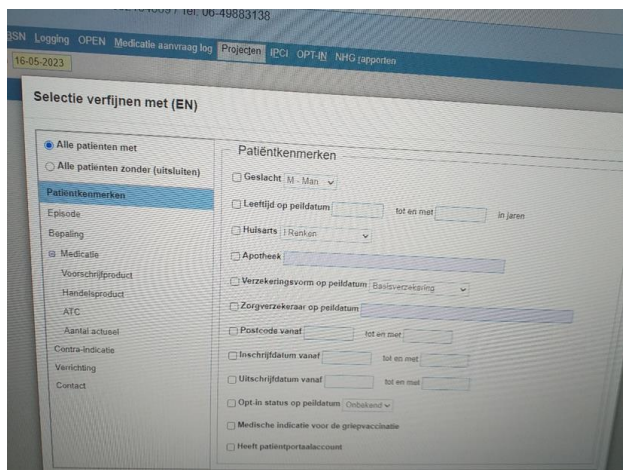 Tel, 06-49883138
BSN Logging OPEN Medicatie aanvraag log Projecten IPCI OPT-IN NHG rapporten
16-05-2023
Selectie verfijnen met (EN)
Alle patienten met
Alle patienten zonder (uitsluiten)
Patiëntkenmerken
Episode
Bepaling
Medicatie
Voorschrijfproduct
Handelsproduct
ATC
Aantal actueel
Contra-indicatie
Verrichting
Contact
Patiëntkenmerken
Geslacht M - Man
Leeftijd op peildatum tot en met in jaren
Huisarts I Renken
Apotheek
Verzekeringsvorm op peildatum Basisverzekering
Zorgverzekeraar op peildatum
Postcode vanaf tot en met
Inschrijfdatum vanaf tot en met
Uitschrijfdatum vanaf tot en met
Opt-in status op peildatum Onbekend
Medische indicatie voor de griepvaccinatie
Heeft patientportaalaccount